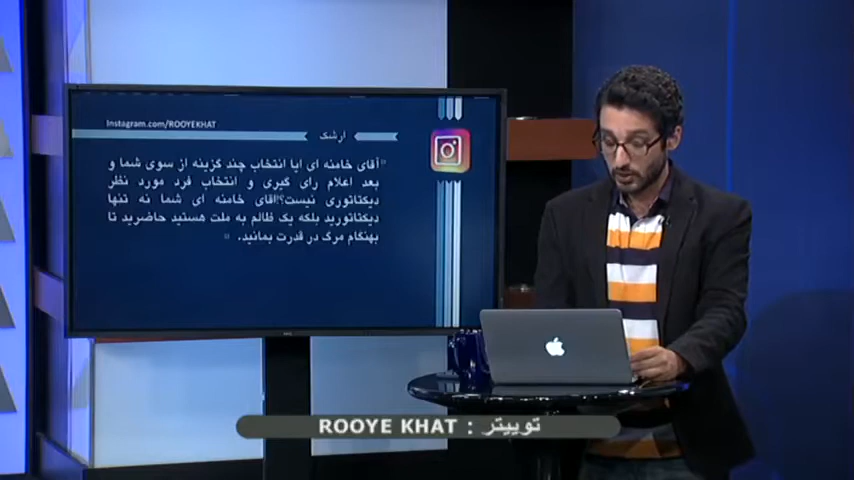 Instagram.com/ROOYEKHAT
ارشک
"آقای خامنه ای ایا انتخاب چند گزینه از سوی شما و
بعد اعلام رای گیری و انتخاب فرد مورد نظر
دیکتاتوری نیست؟!اقای خامنه ای شما نه تنها
دیکتاتورید بلکه یک ظالم به ملت هستید حاضرید تا
بهنگام مرگ در قدرت بمانید. "
توییتر : ROOYE KHAT